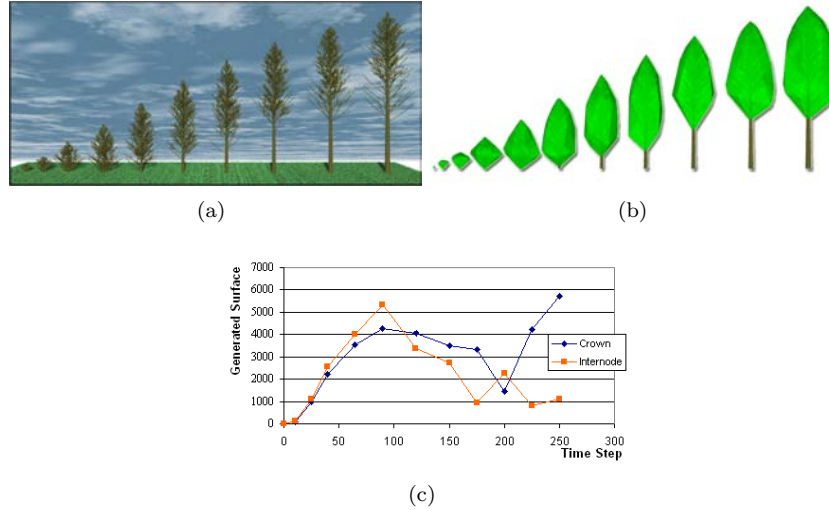 (a)
(b)
Generated Surface
7000
6000
5000
4000
3000
2000
1000
0
0 50 100 150 200 250 300
Time Step
Crown
Internode
(c)